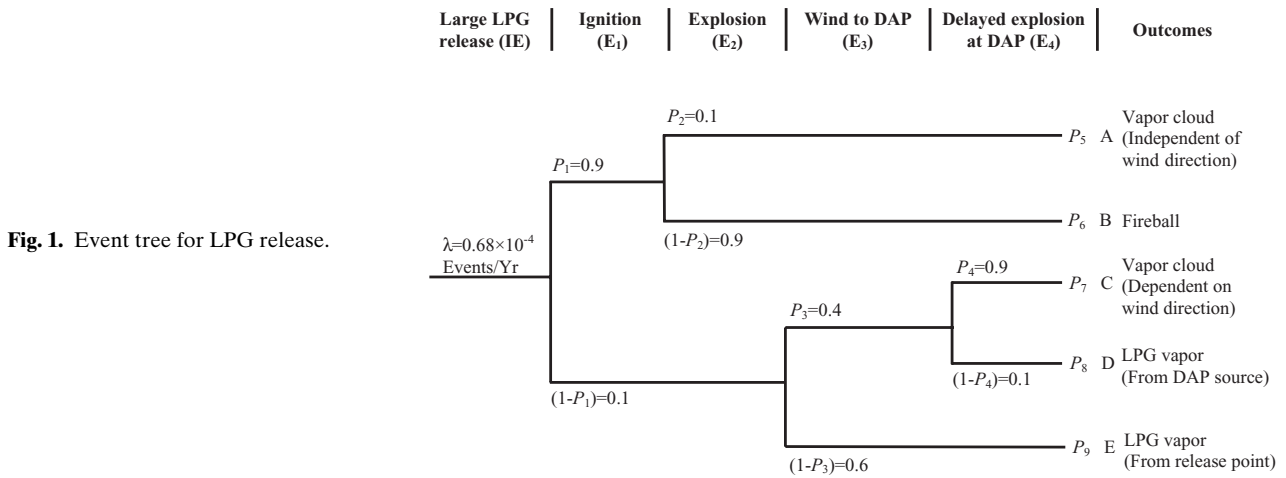 Large LPG release (IE)
Ignition (E₁)
Explosion (E₂)
Wind to DAP (E₃)
Delayed explosion at DAP (E₄)
Outcomes
P₂=0.1
P₅ A Vapor cloud (Independent of wind direction)
P₁=0.9
P₆ B Fireball
(1-P₂)=0.9
Fig. 1. Event tree for LPG release.
λ=0.68×10⁻⁴
Events/Yr
P₄=0.9
P₇ C Vapor cloud (Dependent on wind direction)
P₃=0.4
P₈ D LPG vapor (From DAP source)
(1-P₄)=0.1
(1-P₁)=0.1
P₉ E LPG vapor (From release point)
(1-P₃)=0.6